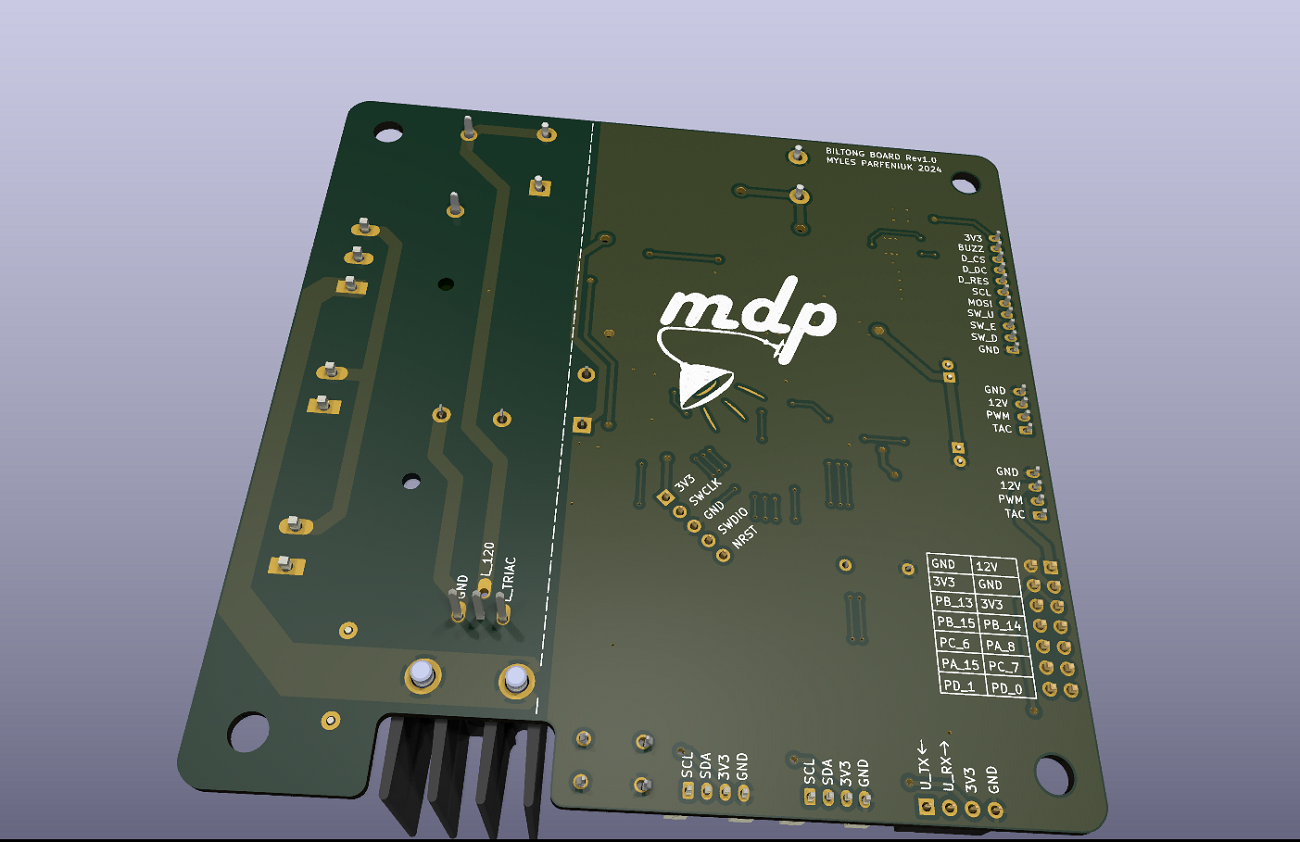 BILTONG BOARD Rev1.0
MYLES PARFENIUK 2024
mdp
3V3
BUZZ
D_CS
D_DC
D_RES
SCL
MOSI
SW_U
SW_E
SW_D
GND
GND
12V
PWM
TAC
GND
12V
PWM
TAC
3V3
SWCLK
GND
SWDIO
NRST
GND
L_120
L_TRIAC
GND 12V
3V3 GND
PB_13 3V3
PB_15 PB_14
PC_6 PA_8
PA_15 PC_7
PD_1 PD_0
SCL
SDA
3V3
GND
SCL
SDA
3V3
GND
U_TX←
U_RX→
3V3
GND